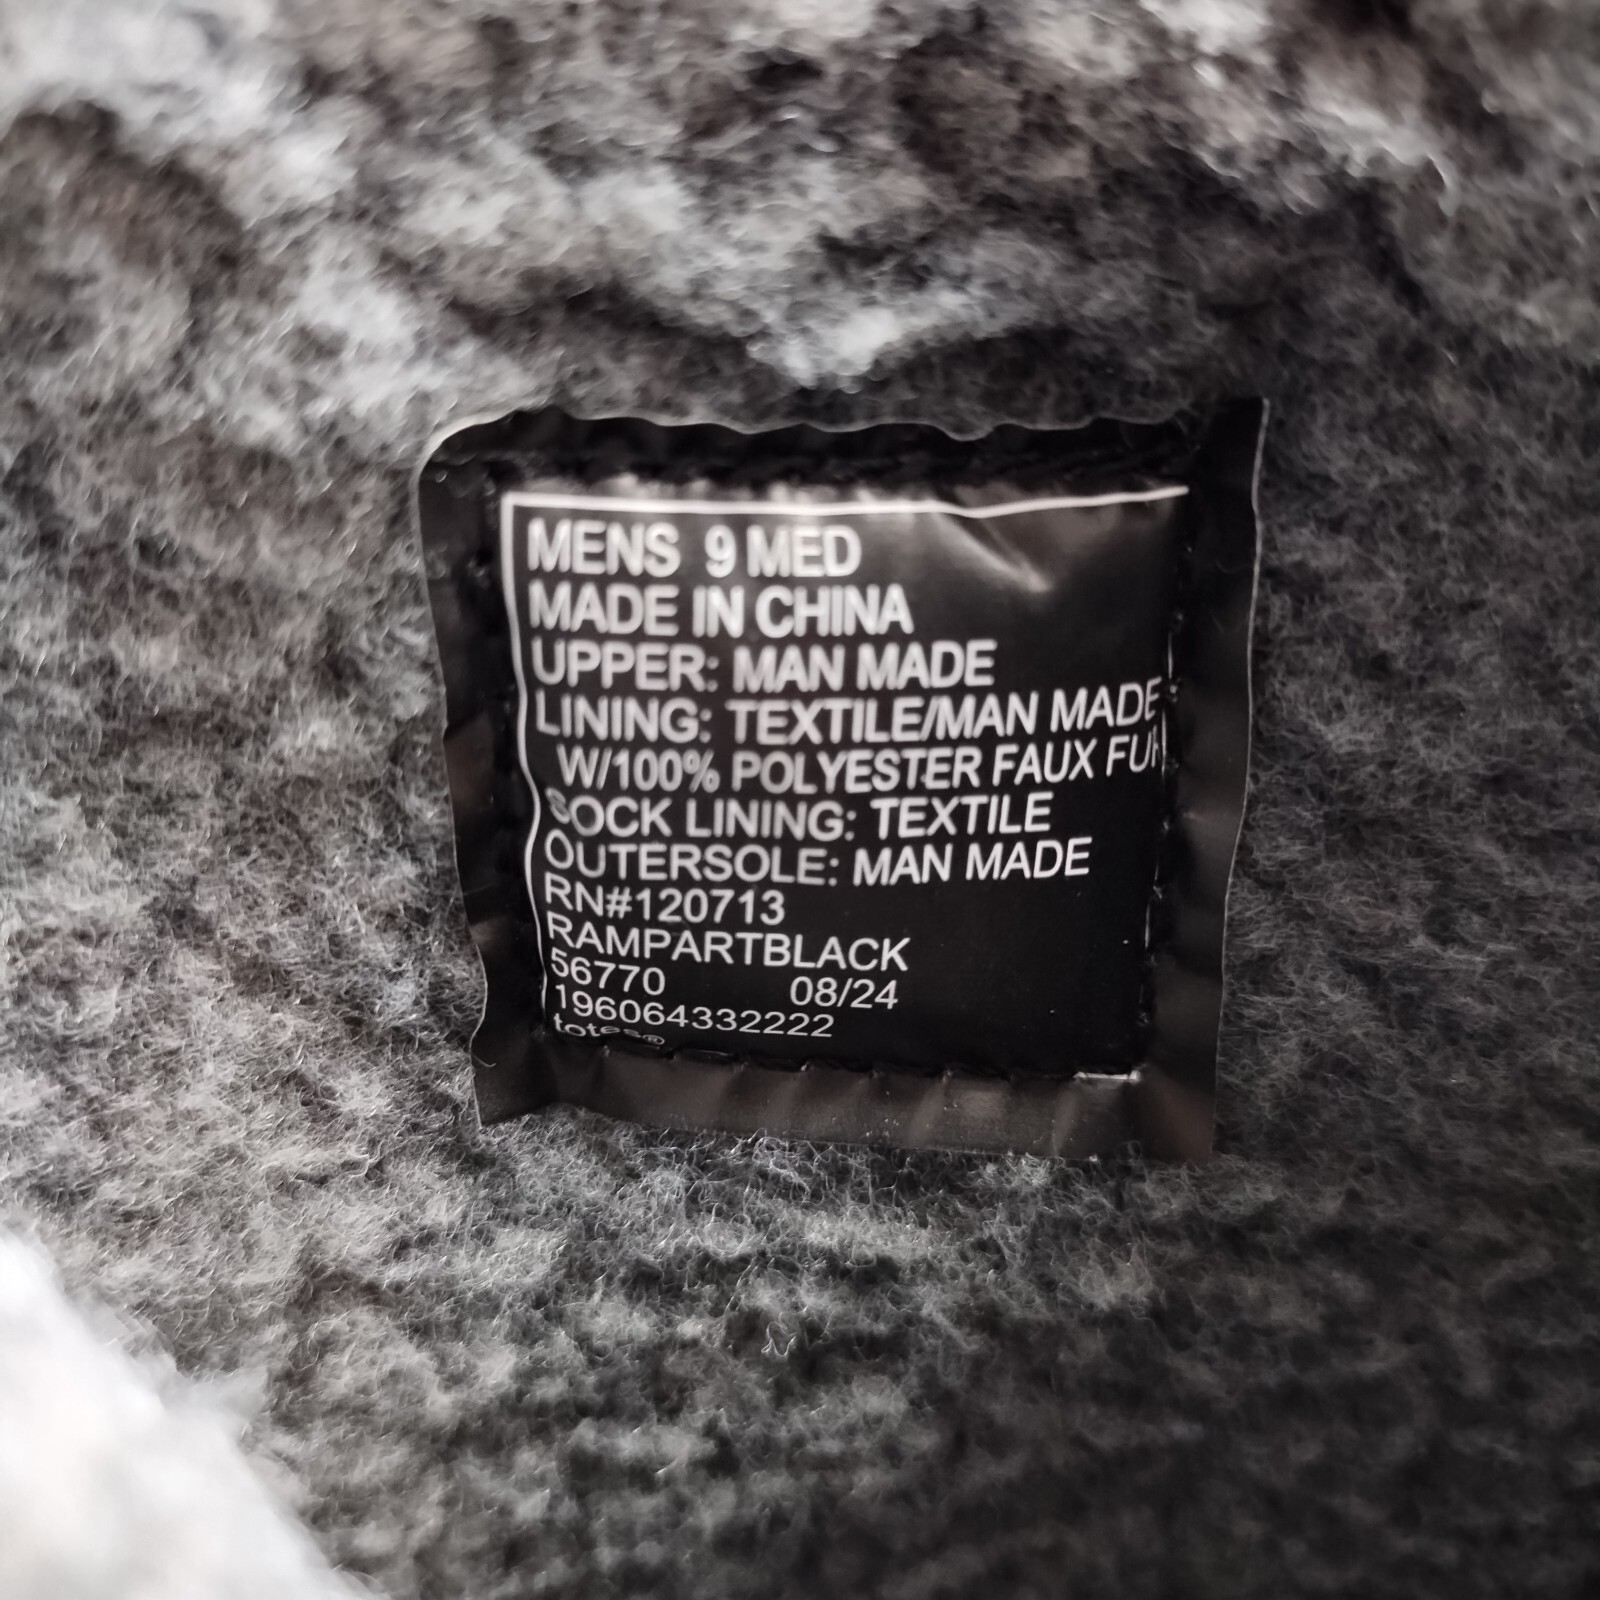 MENS 9 MED
MADE IN CHINA
UPPER: MAN MADE
LINING: TEXTILE/MAN MADE
W/100% POLYESTER FAUX FUR
SOCK LINING: TEXTILE
OUTERSOLE: MAN MADE
RN#120713
RAMPARTBLACK
56770 08/24
196064332222
totes®